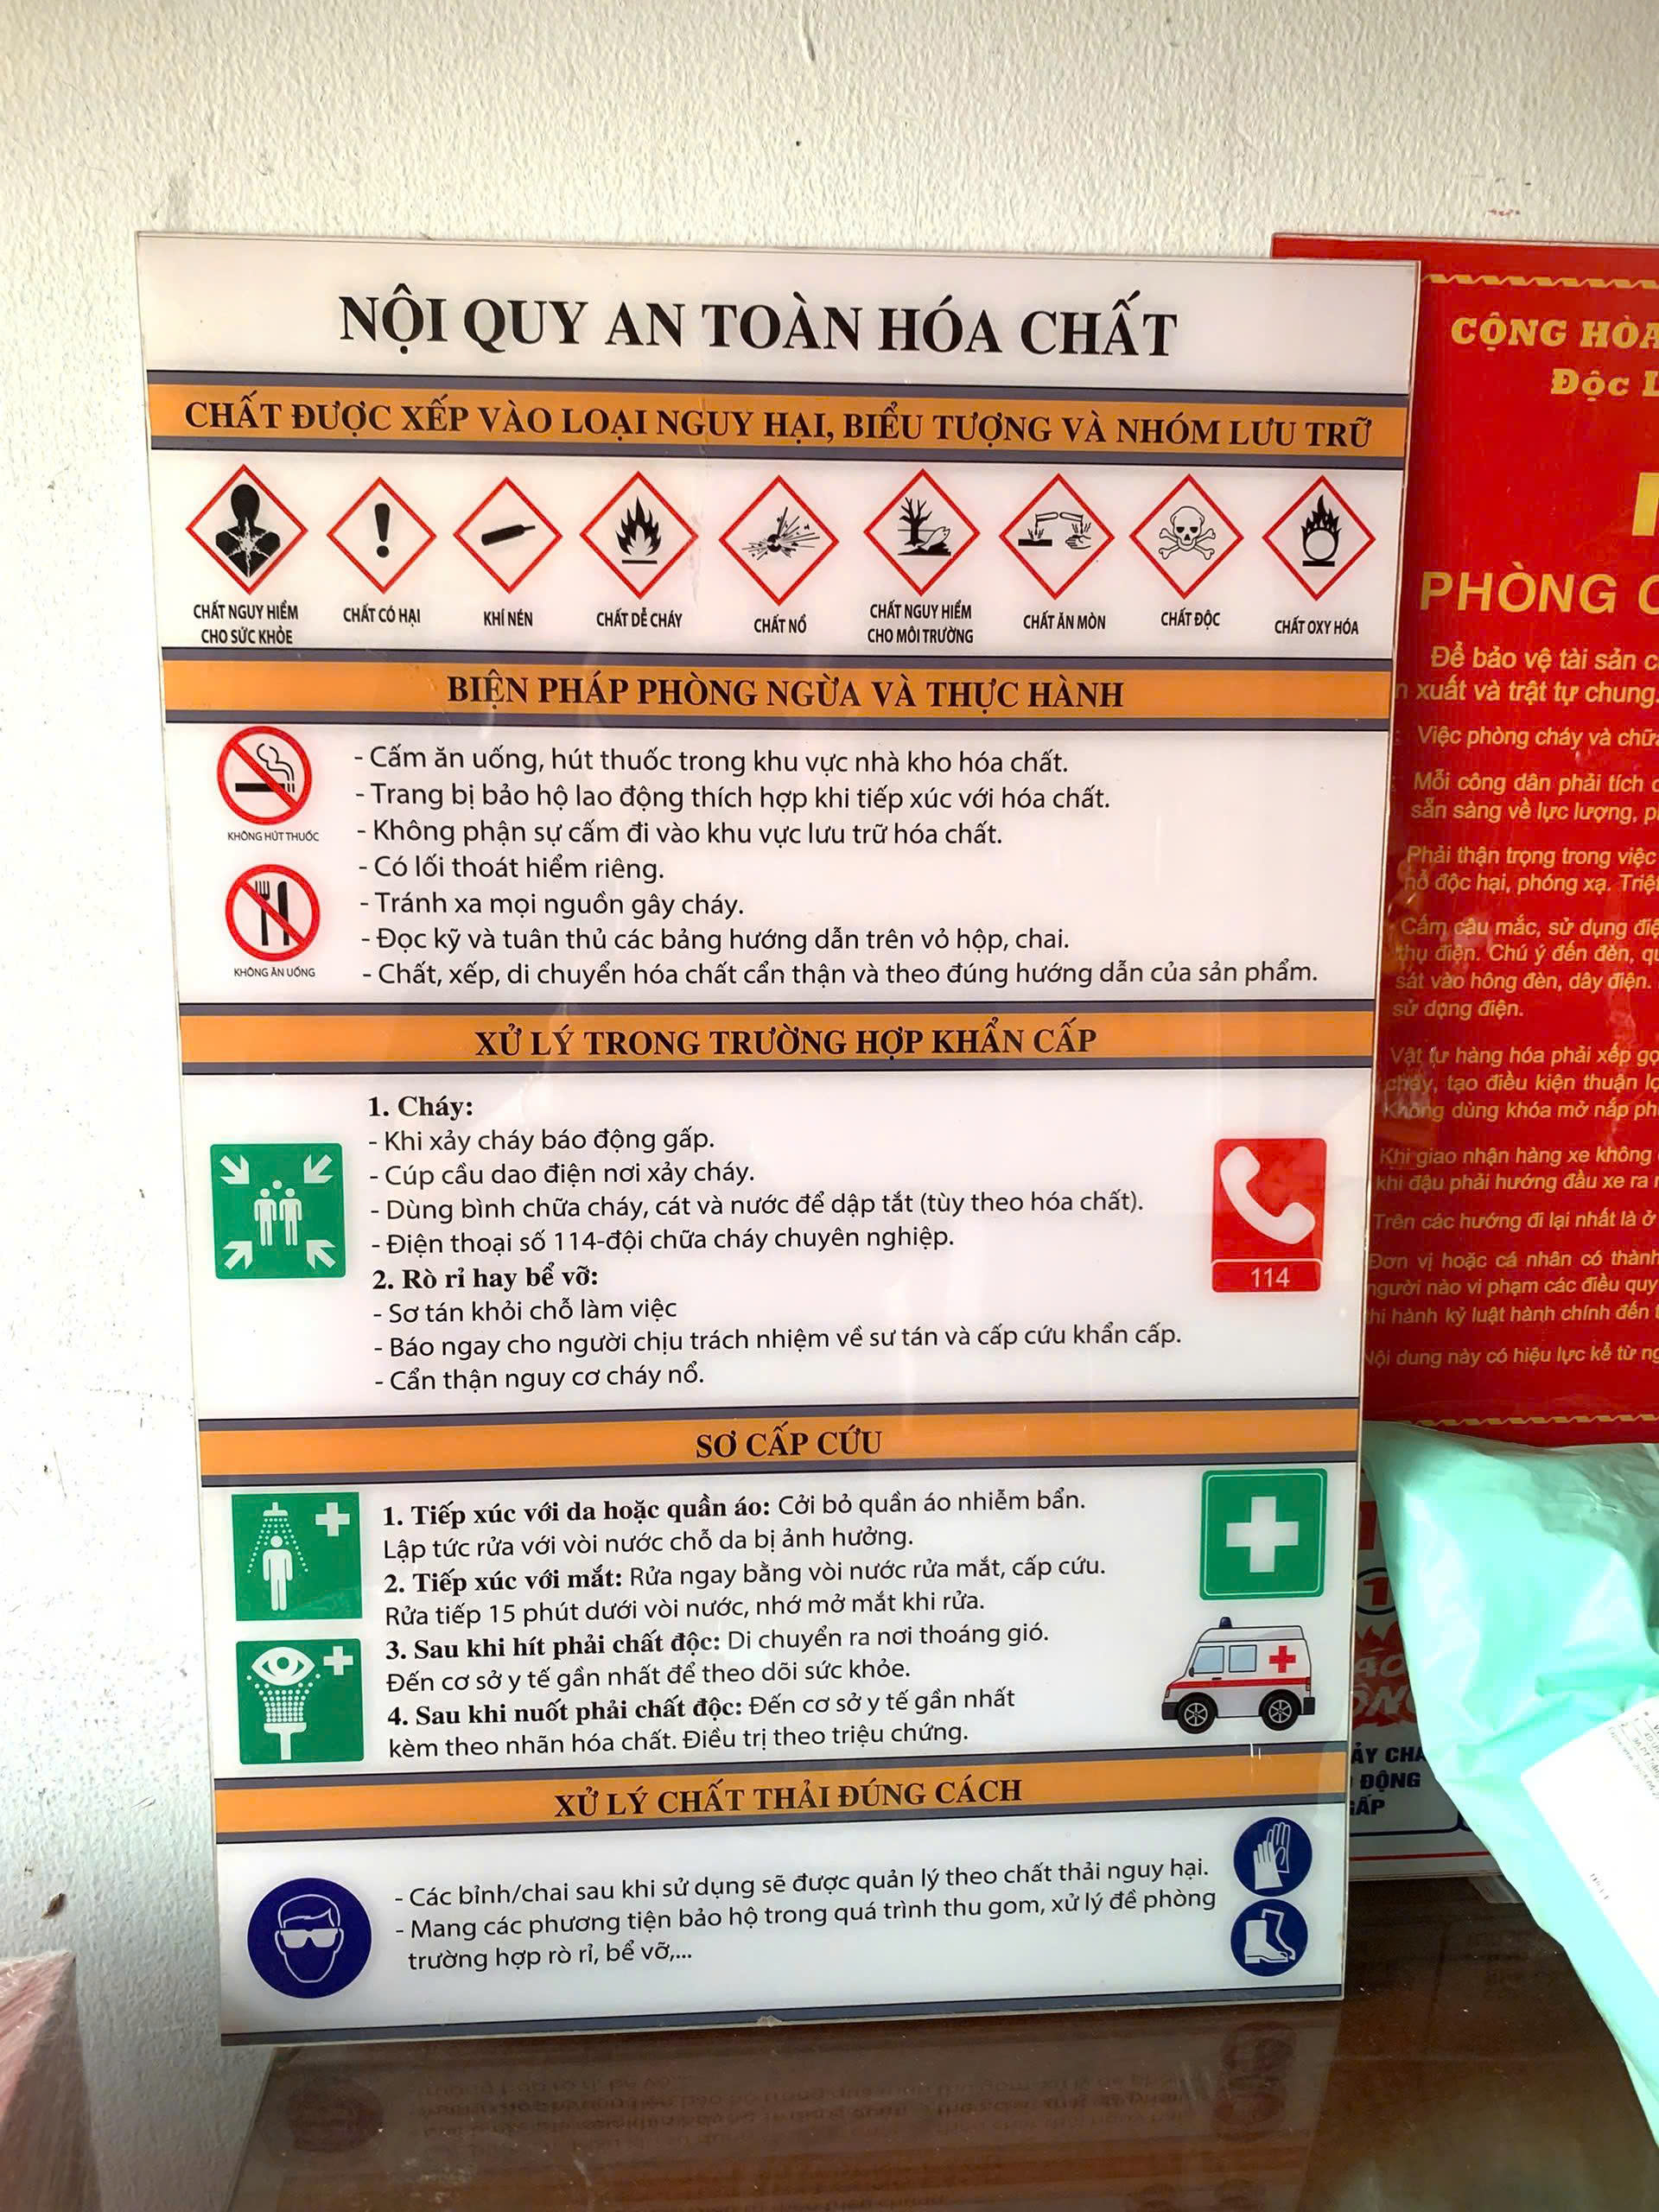 NỘI QUY AN TOÀN HÓA CHẤT
CHẤT ĐƯỢC XẾP VÀO LOẠI NGUY HẠI, BIỂU TƯỢNG VÀ NHÓM LƯU TRỮ
CHẤT NGUY HIỂM
CHO SỨC KHỎE
CHẤT CÓ HẠI
KHÍ NÉN
CHẤT DỄ CHÁY
CHẤT NỔ
CHẤT NGUY HIỂM
CHO MÔI TRƯỜNG
CHẤT ĂN MÒN
CHẤT ĐỘC
CHẤT OXY HÓA
BIỆN PHÁP PHÒNG NGỪA VÀ THỰC HÀNH
KHÔNG HÚT THUỐC
KHÔNG ĂN UỐNG
- Cấm ăn uống, hút thuốc trong khu vực nhà kho hóa chất.
- Trang bị bảo hộ lao động thích hợp khi tiếp xúc với hóa chất.
- Không phận sự cấm đi vào khu vực lưu trữ hóa chất.
- Có lối thoát hiểm riêng.
- Tránh xa mọi nguồn gây cháy.
- Đọc kỹ và tuân thủ các bảng hướng dẫn trên vỏ hộp, chai.
- Chất, xếp, di chuyển hóa chất cẩn thận và theo đúng hướng dẫn của sản phẩm.
XỬ LÝ TRONG TRƯỜNG HỢP KHẨN CẤP
1. Cháy:
- Khi xảy cháy báo động gấp.
- Cúp cầu dao điện nơi xảy cháy.
- Dùng bình chữa cháy, cát và nước để dập tắt (tùy theo hóa chất).
- Điện thoại số 114-đội chữa cháy chuyên nghiệp.
2. Rò rỉ hay bể vỡ:
- Sơ tán khỏi chỗ làm việc
- Báo ngay cho người chịu trách nhiệm về sư tán và cấp cứu khẩn cấp.
- Cẩn thận nguy cơ cháy nổ.
114
SƠ CẤP CỨU
1. Tiếp xúc với da hoặc quần áo: Cởi bỏ quần áo nhiễm bẩn.
Lập tức rửa với vòi nước chỗ da bị ảnh hưởng.
2. Tiếp xúc với mắt: Rửa ngay bằng vòi nước rửa mắt, cấp cứu.
Rửa tiếp 15 phút dưới vòi nước, nhớ mở mắt khi rửa.
3. Sau khi hít phải chất độc: Di chuyển ra nơi thoáng gió.
Đến cơ sở y tế gần nhất để theo dõi sức khỏe.
4. Sau khi nuốt phải chất độc: Đến cơ sở y tế gần nhất
kèm theo nhãn hóa chất. Điều trị theo triệu chứng.
XỬ LÝ CHẤT THẢI ĐÚNG CÁCH
- Các bỉnh/chai sau khi sử dụng sẽ được quản lý theo chất thải nguy hại.
- Mang các phương tiện bảo hộ trong quá trình thu gom, xử lý đề phòng
trường hợp rò rỉ, bể vỡ,...
CỘNG HÒA
Độc
PHÒNG
Để bảo vệ tài sản
xuất và trật tự chung.
Việc phòng cháy và
Mỗi công dân phải tích
sẵn sàng về lực lượng,
Phải thận trọng trong việc
nổ độc hại, phóng xạ.
Cấm câu mắc, sử dụng
thụ điện. Chú ý đến đèn,
sát vào hông đèn, dây điện.
sử dụng điện.
Vật tư hàng hóa phải xếp
cháy, tạo điều kiện thuận
Không dùng khóa mở nắp
Khi giao nhận hàng xe không
khi đậu phải hướng đầu xe ra
Trên các hướng đi lại nhất là ở
Đơn vị hoặc cá nhân có thành
người nào vi phạm các điều quy
thi hành kỷ luật hành chính đến
Nội dung này có hiệu lực kể từ
ĐỘNG